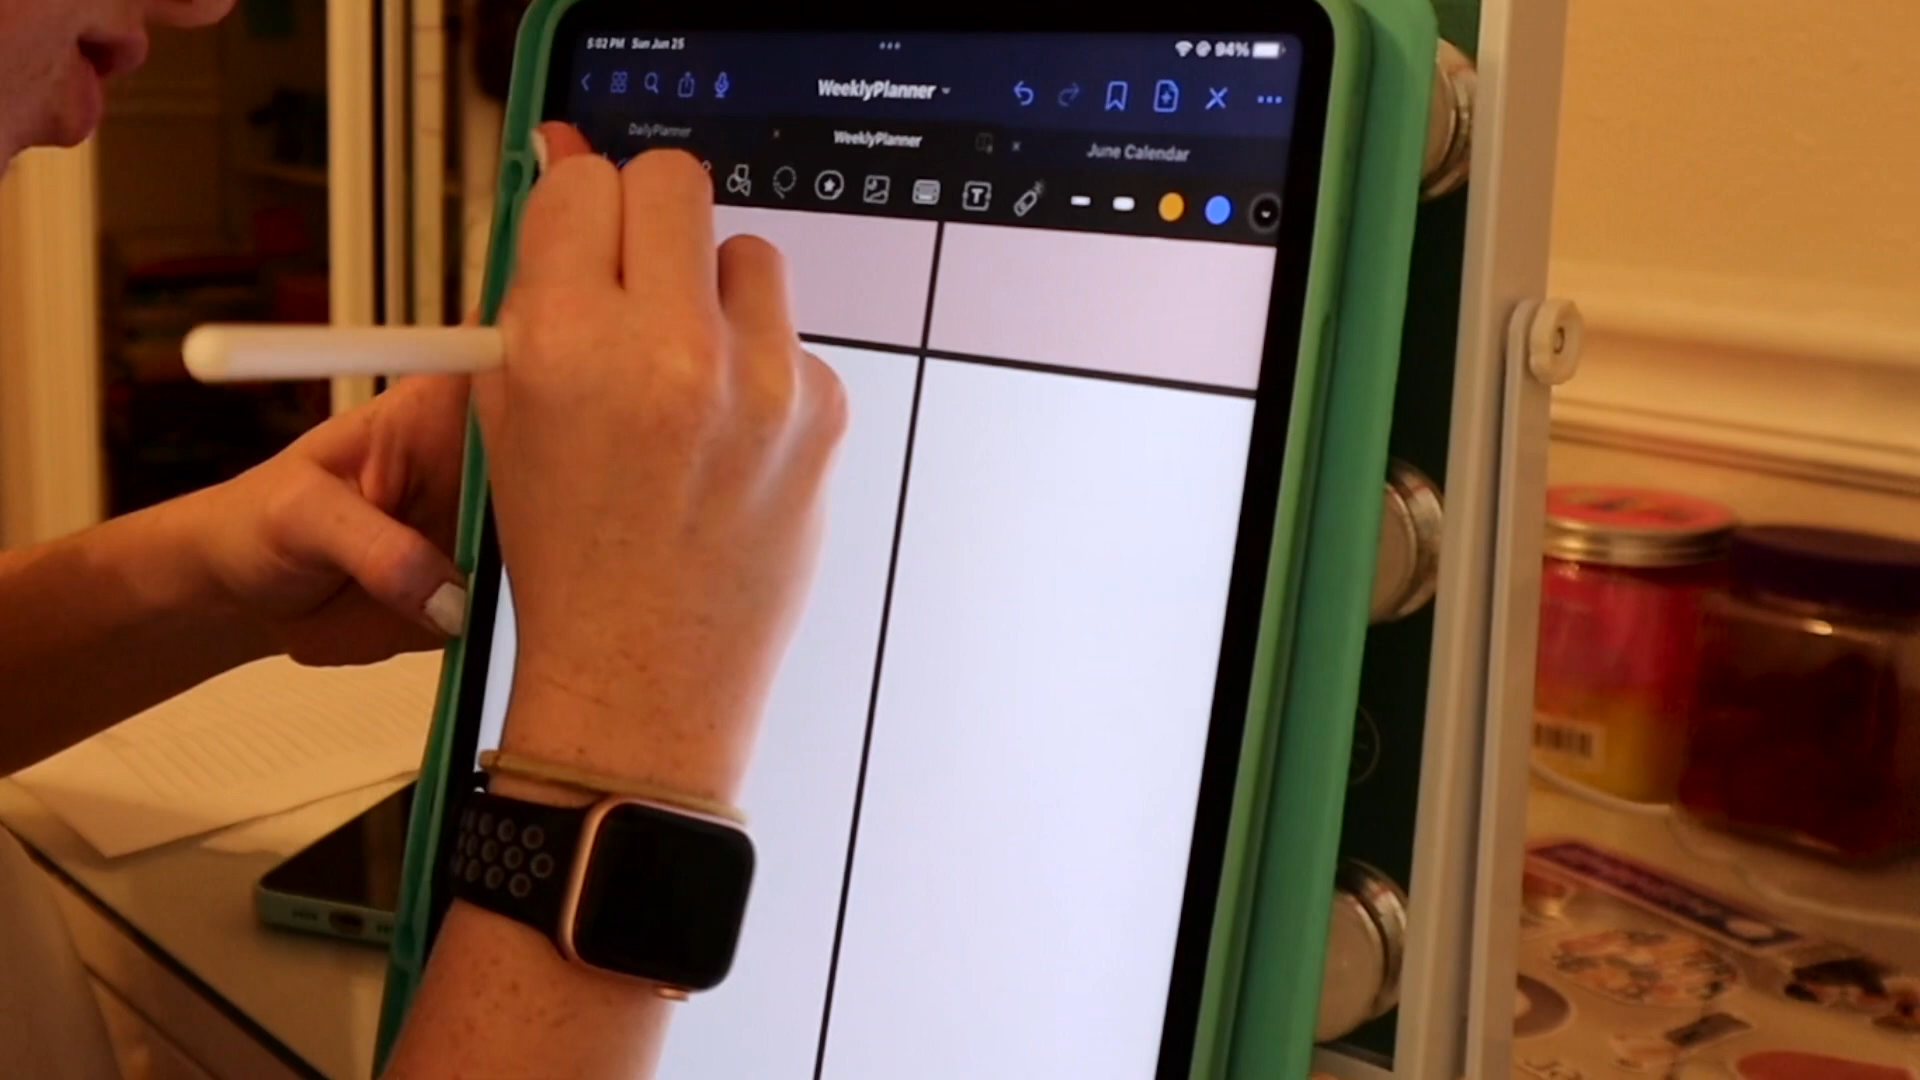 5:02 PM Sun Jun 25
94%
WeeklyPlanner
DailyPlanner
WeeklyPlanner
June Calendar